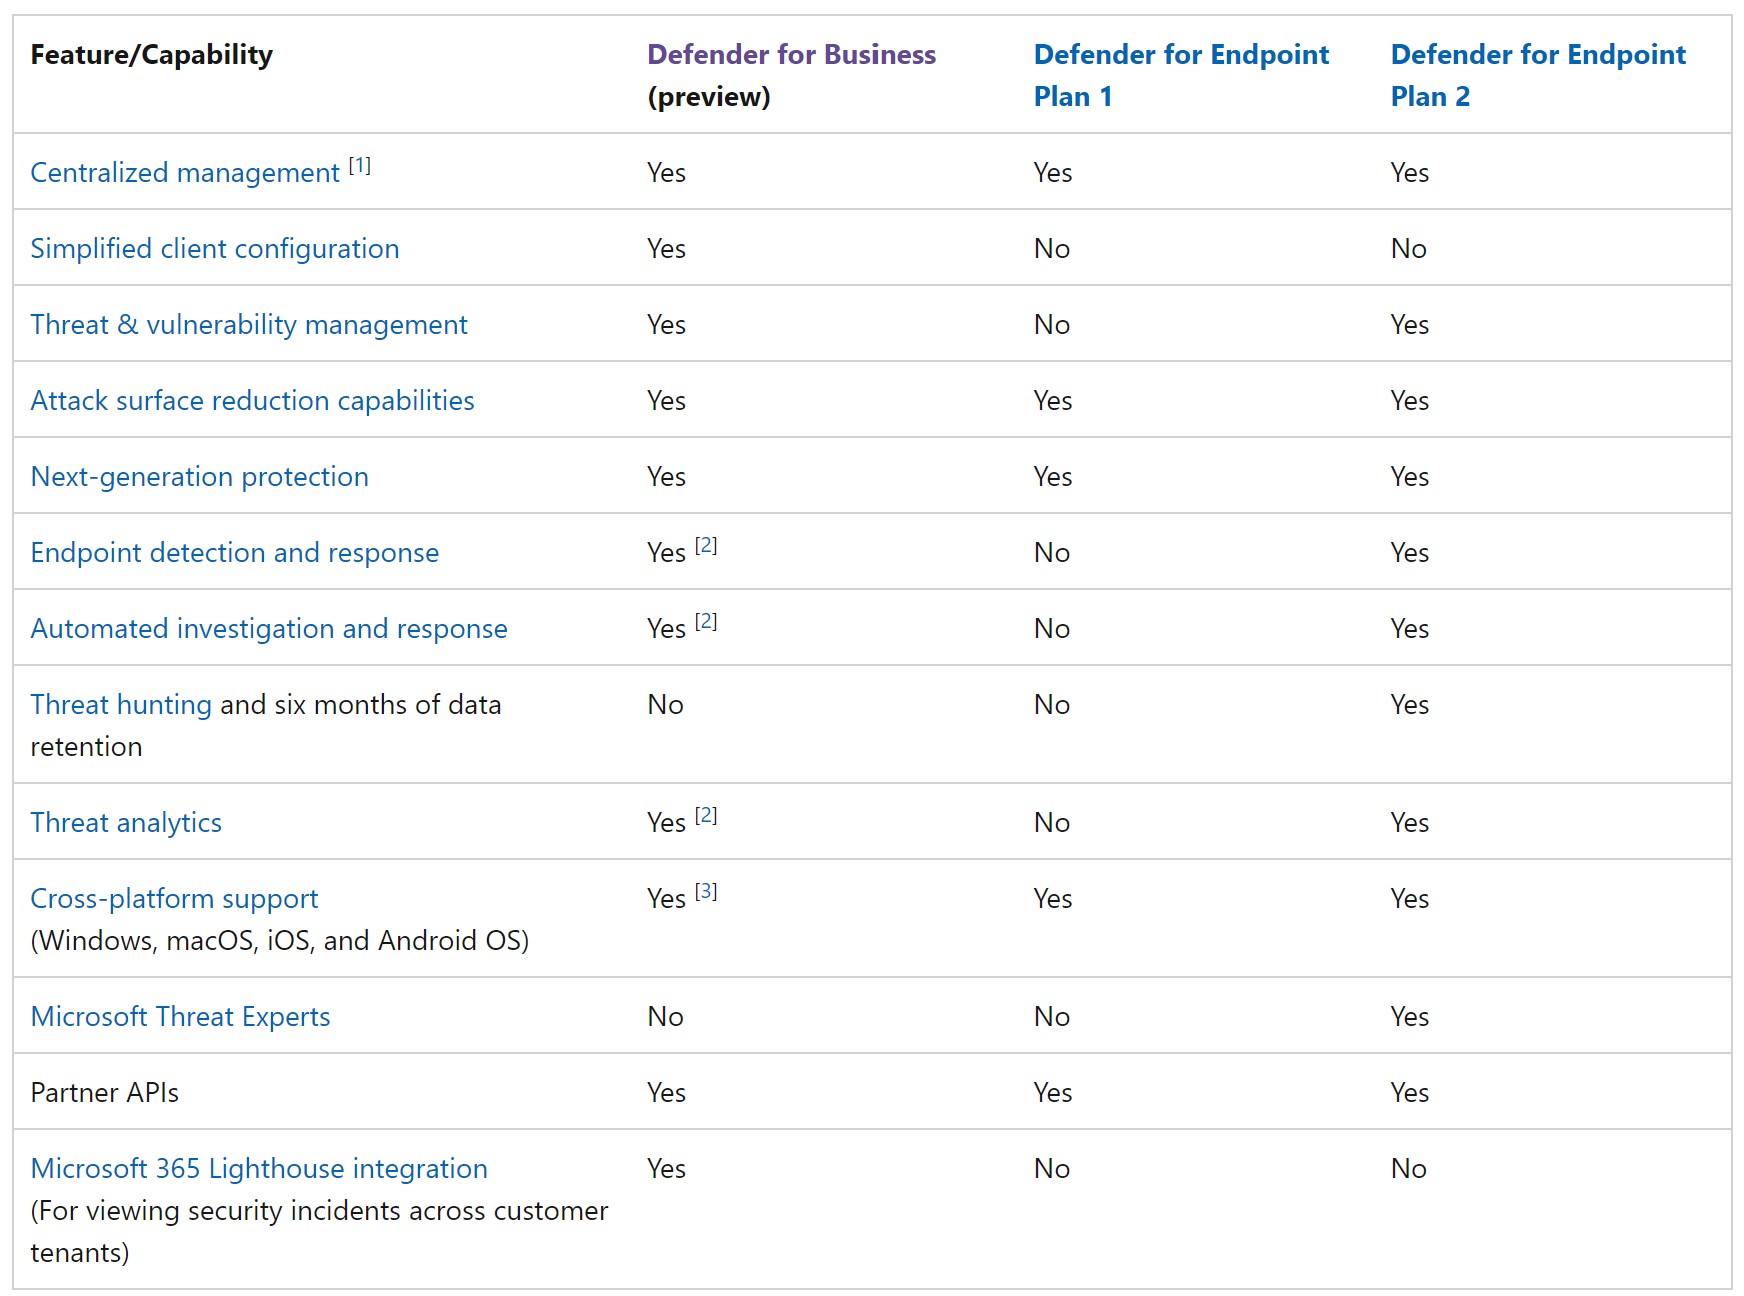 Feature/Capability Defender for Business Defender for Endpoint Defender for Endpoint
(preview) Plan 1 Plan 2
Centralized management [1] Yes Yes Yes
Simplified client configuration Yes No No
Threat & vulnerability management Yes No Yes
Attack surface reduction capabilities Yes Yes Yes
Next-generation protection Yes Yes Yes
Endpoint detection and response Yes [2] No Yes
Automated investigation and response Yes [2] No Yes
Threat hunting and six months of data No No Yes
retention
Threat analytics Yes [2] No Yes
Cross-platform support Yes [3] Yes Yes
(Windows, macOS, iOS, and Android OS)
Microsoft Threat Experts No No Yes
Partner APIs Yes Yes Yes
Microsoft 365 Lighthouse integration Yes No No
(For viewing security incidents across customer
tenants)